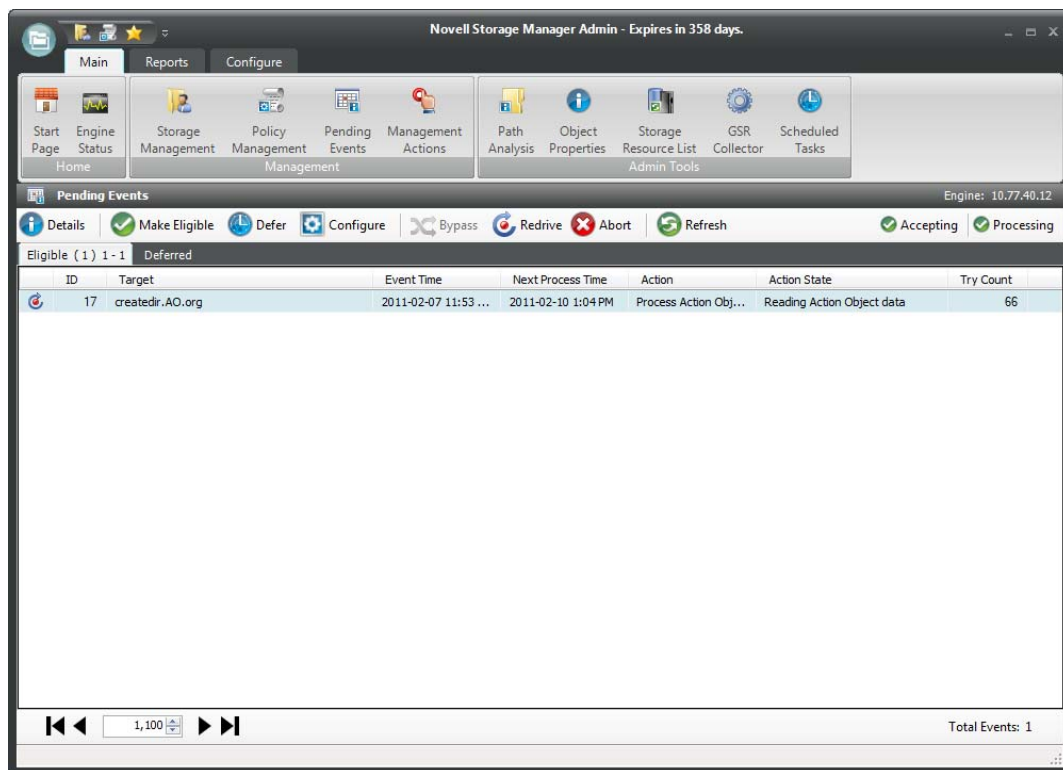 Novell Storage Manager Admin - Expires in 358 days.
Main Reports Configure
Start Page
Engine Status
Storage Management
Policy Management
Pending Events
Management Actions
Path Analysis
Object Properties
Storage Resource List
GSR Collector
Scheduled Tasks
Home Management Admin Tools
Pending Events Engine: 10.77.40.12
Details Make Eligible Defer Configure Bypass Redrive Abort Refresh Accepting Processing
Eligible ( 1 ) 1 - 1 Deferred
ID Target Event Time Next Process Time Action Action State Try Count
17 createdir.AO.org 2011-02-07 11:53 ... 2011-02-10 1:04 PM Process Action Obj... Reading Action Object data 66
1,100 Total Events: 1